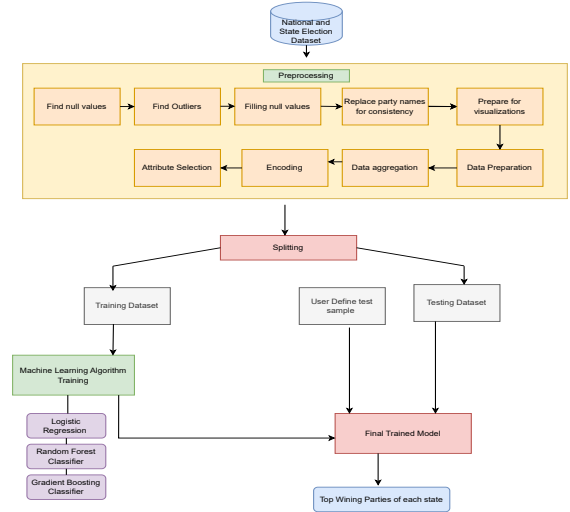 National and
State Election
Dataset
Preprocessing
Find null values
Find Outliers
Filling null values
Replace party names
for consistency
Prepare for
visualizations
Attribute Selection
Encoding
Data aggregation
Data Preparation
Splitting
Training Dataset
User Define test
sample
Testing Dataset
Machine Learning Algorithm
Training
Logistic
Regression
Random Forest
Classifier
Gradient Boosting
Classifier
Final Trained Model
Top Wining Parties of each state